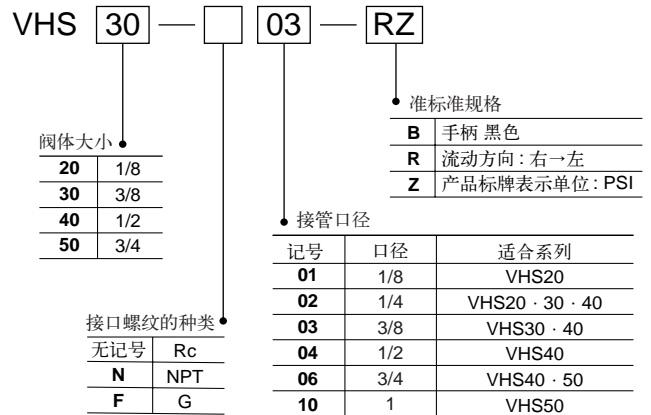 VHS 30 — □ 03 — RZ
准标准规格
B 手柄 黑色
R 流动方向：右→左
Z 产品标牌表示单位：PSI
阀体大小
20 1/8
30 3/8
40 1/2
50 3/4
接管口径
记号 口径 适合系列
01 1/8 VHS20
02 1/4 VHS20 · 30 · 40
03 3/8 VHS30 · 40
04 1/2 VHS40
06 3/4 VHS40 · 50
10 1 VHS50
接口螺纹的种类
无记号 Rc
N NPT
F G